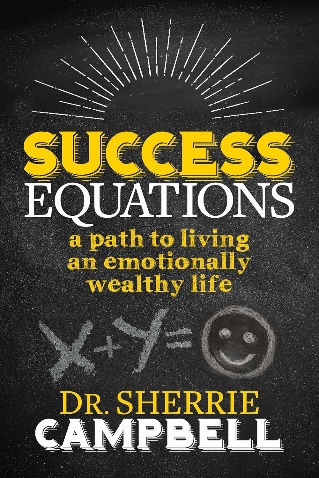 SUCCESS
EQUATIONS
a path to living
an emotionally
wealthy life
X+Y=
DR. SHERRIE
CAMPBELL